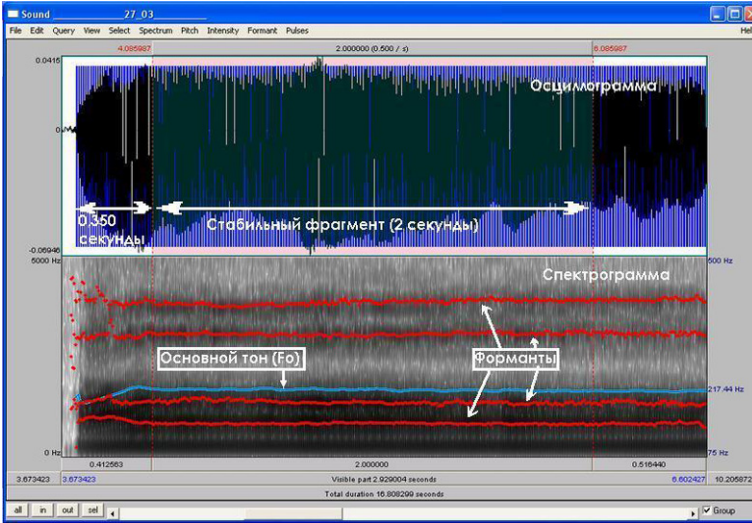 Sound ____________27_03__________
File Edit Query View Select Spectrum Pitch Intensity Formant Pulses Hel
4.085987 2.000000 (0.500 / s) 6.085987
0.0416
Осциллограмма
0
0.350 секунды
Стабильный фрагмент (2 секунды)
-0.06946
5000 Hz 500 Hz
Спектрограмма
Основной тон (Fo) Форманты
217.44 Hz
0 Hz 75 Hz
0.412563 2.000000 0.516440
3.673423 3.673423 Visible part 2.929004 seconds 6.602427 10.205872
Total duration 16.808299 seconds
all in out sel Group